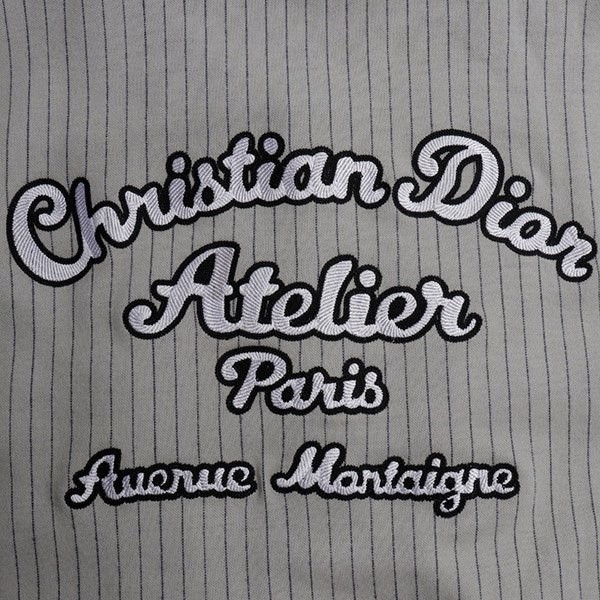 Christian Dior
Atelier
Paris
Avenue Montaigne